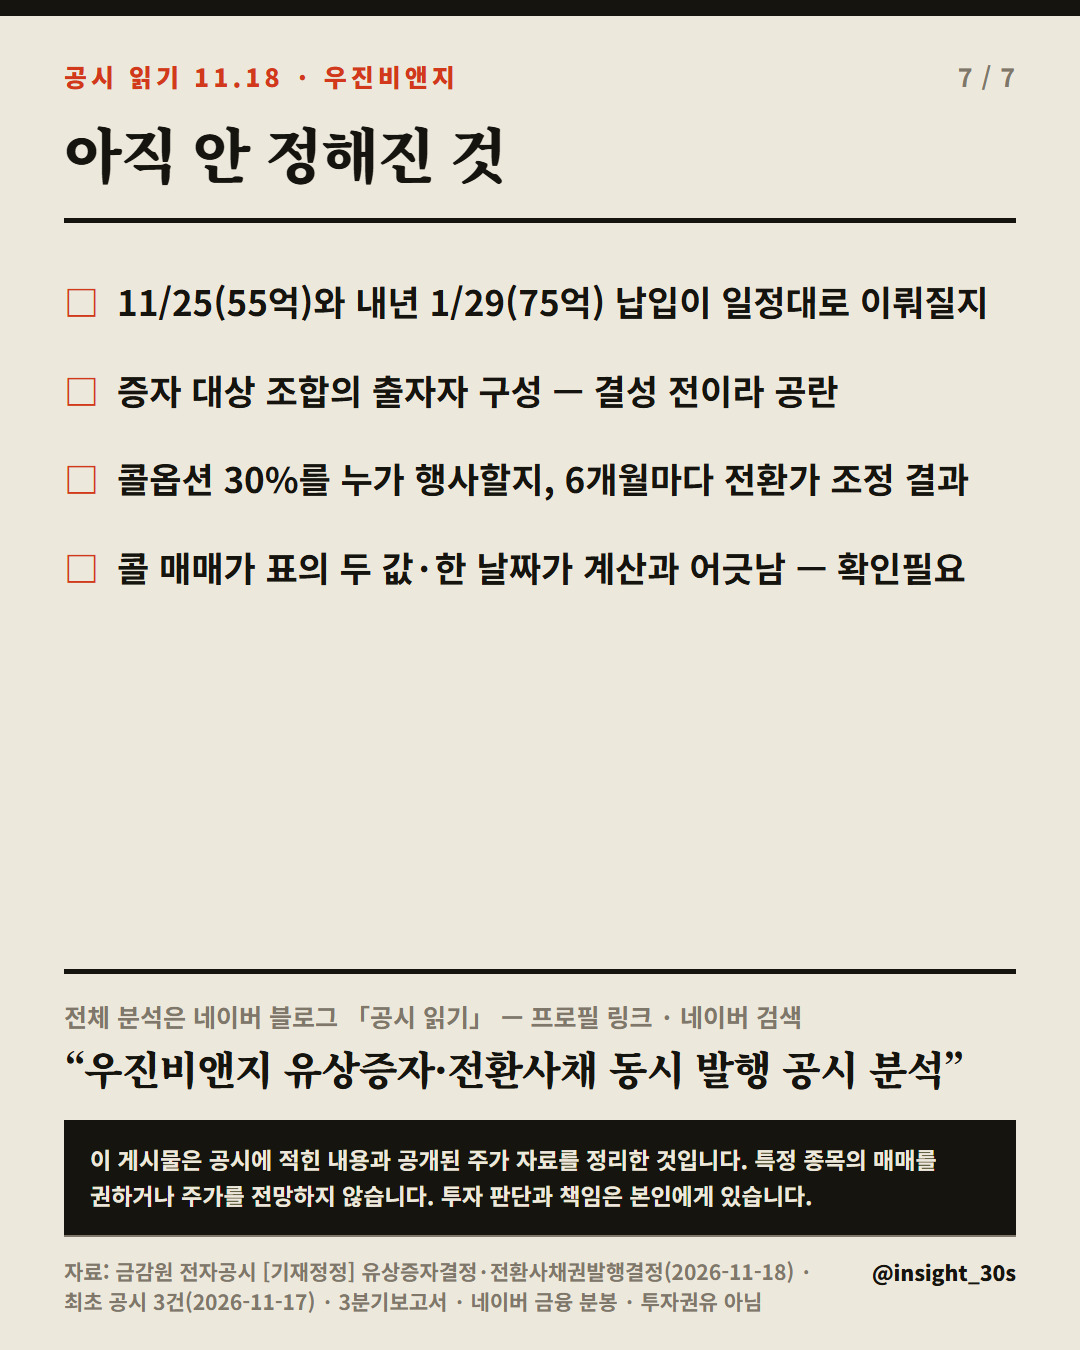 공시 읽기 11.18 · 우진비앤지
7 / 7
아직 안 정해진 것
□ 11/25(55억)와 내년 1/29(75억) 납입이 일정대로 이뤄질지
□ 증자 대상 조합의 출자자 구성 — 결성 전이라 공란
□ 콜옵션 30%를 누가 행사할지, 6개월마다 전환가 조정 결과
□ 콜 매매가 표의 두 값·한 날짜가 계산과 어긋남 — 확인필요
전체 분석은 네이버 블로그 「공시 읽기」 — 프로필 링크 · 네이버 검색
“우진비앤지 유상증자·전환사채 동시 발행 공시 분석”
이 게시물은 공시에 적힌 내용과 공개된 주가 자료를 정리한 것입니다. 특정 종목의 매매를
권하거나 주가를 전망하지 않습니다. 투자 판단과 책임은 본인에게 있습니다.
자료: 금감원 전자공시 [기재정정] 유상증자결정·전환사채권발행결정(2026-11-18) ·
최초 공시 3건(2026-11-17) · 3분기보고서 · 네이버 금융 분봉 · 투자권유 아님
@insight_30s